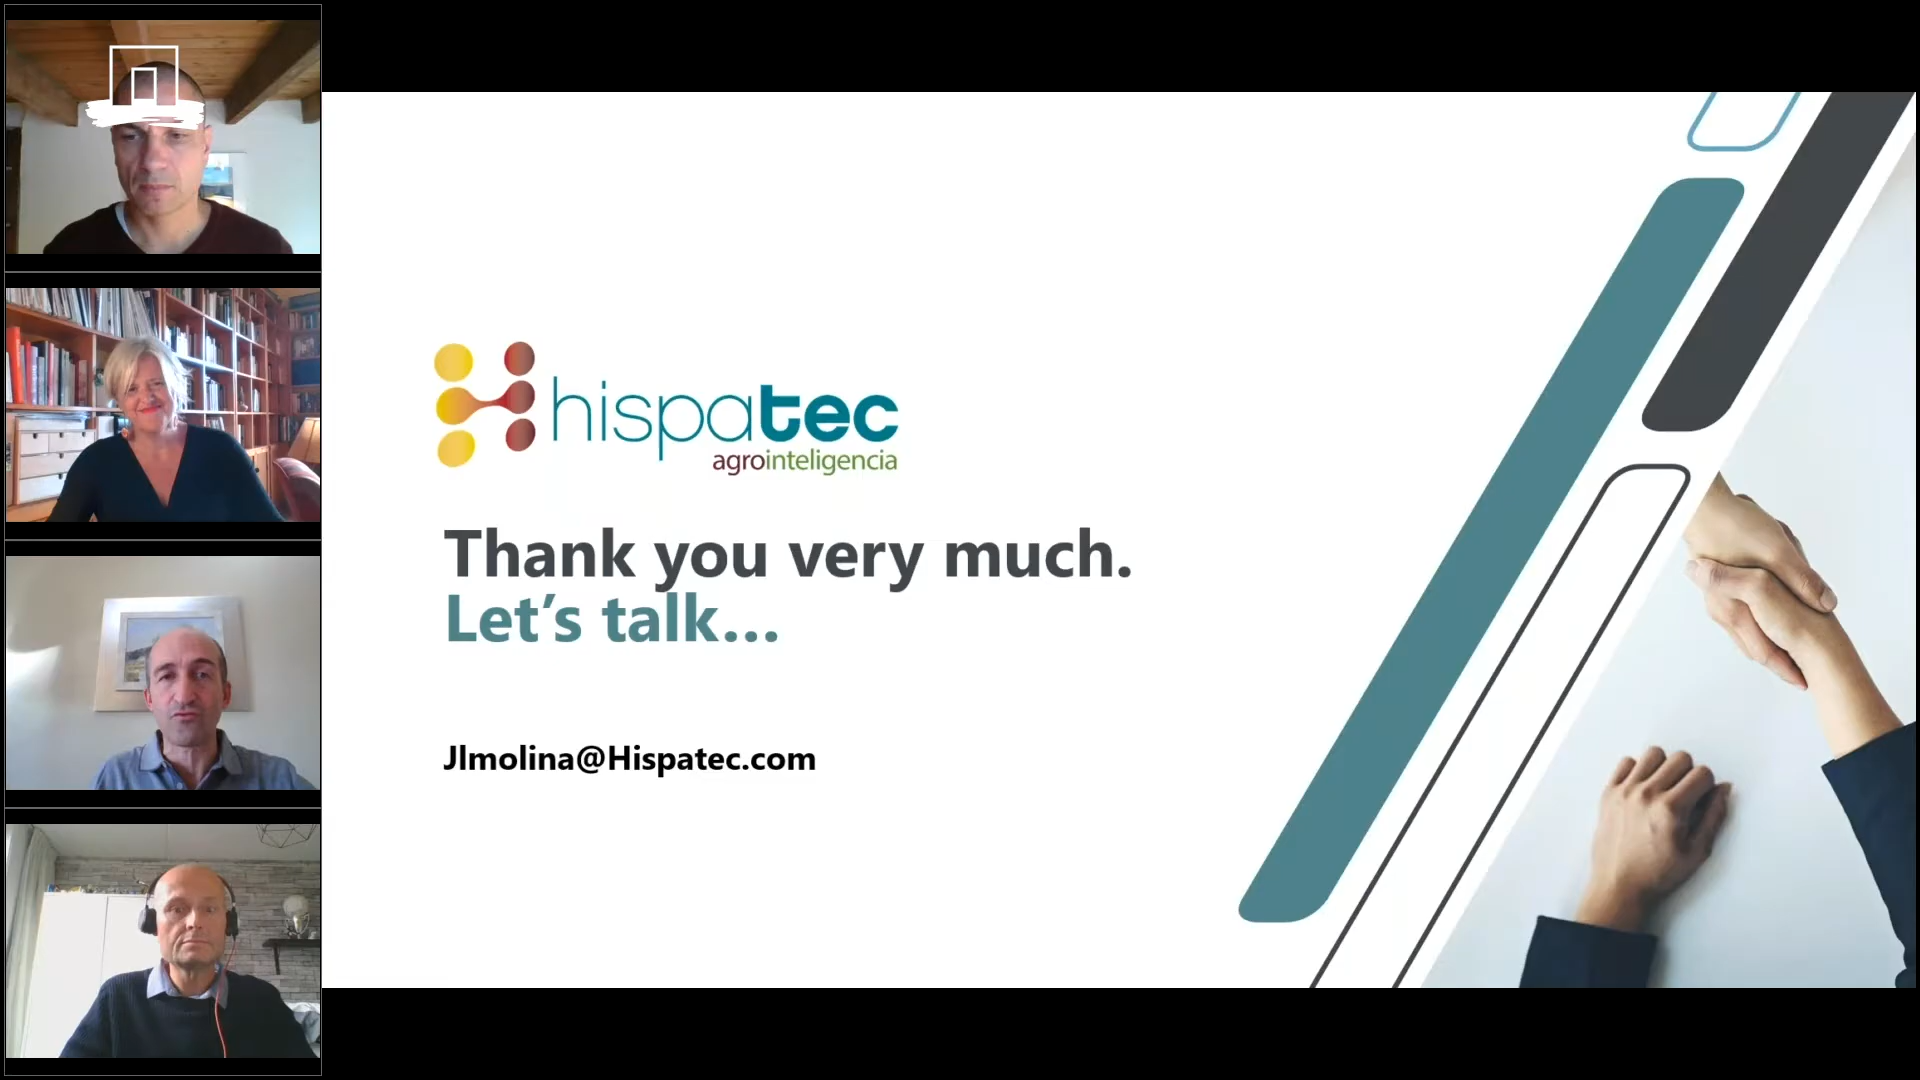 hispatec
agrointeligencia
Thank you very much.
Let's talk...
Jlmolina@Hispatec.com